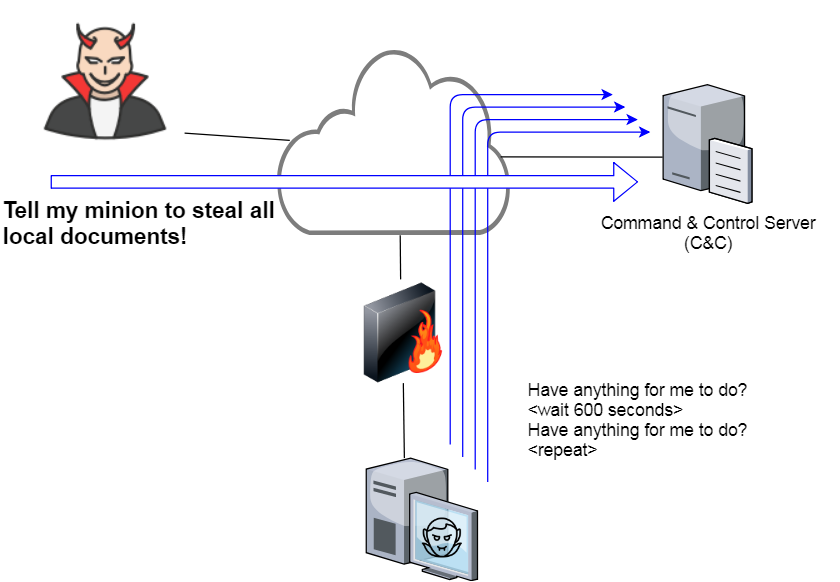 Tell my minion to steal all
local documents!
Command & Control Server
(C&C)
Have anything for me to do?
<wait 600 seconds>
Have anything for me to do?
<repeat>